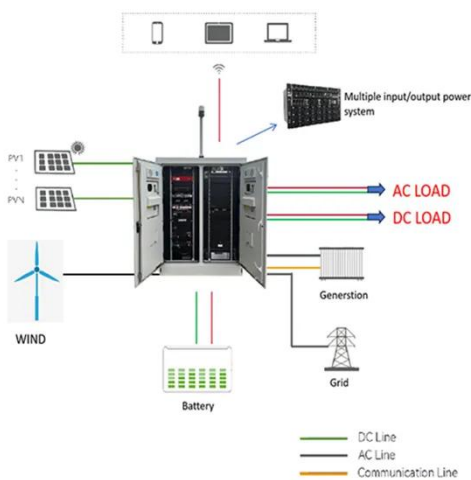 Multiple input/output power
system
PV1
PVN
AC LOAD
DC LOAD
WIND
Generstion
Grid
Battery
DC Line
AC Line
Communication Line